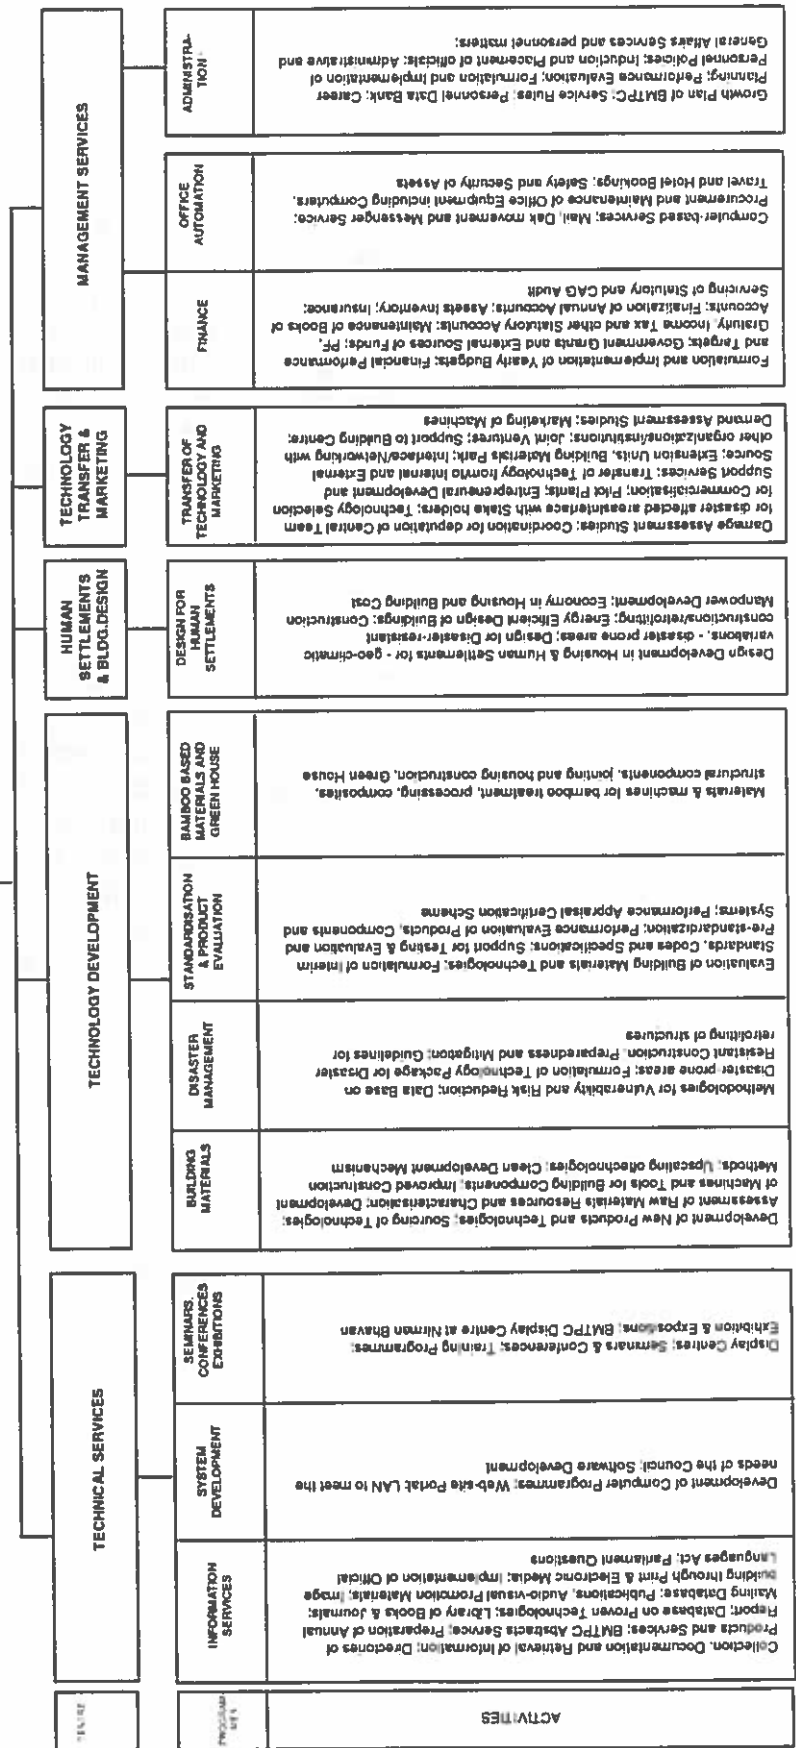 CENTRE
TECHNICAL SERVICES
TECHNOLOGY DEVELOPMENT
HUMAN
SETTLEMENTS
& BLDG.DESIGN
TECHNOLOGY
TRANSFER &
MARKETING
MANAGEMENT SERVICES
PROGRAM-
MES
INFORMATION
SERVICES
SYSTEM
DEVELOPMENT
SEMINARS,
CONFERENCES
EXHIBITIONS
BUILDING
MATERIALS
DISASTER
MANAGEMENT
STANDARDISATION
& PRODUCT
EVALUATION
BAMBOO BASED
MATERIALS AND
GREEN HOUSE
DESIGN FOR
HUMAN
SETTLEMENTS
TRANSFER OF
TECHNOLOGY AND
MARKETING
FINANCE
OFFICE
AUTOMATION
ADMINISTRA-
TION
ACTIVITIES
Collection, Documentation and Retrieval of Information; Directories of
Products and Services; BMTPC Abstracts Service; Preparation of Annual
Report; Database on Proven Technologies; Library of Books & Journals;
Mailing Database; Publications, Audio-visual Promotion Materials; Image
building through Print & Electronic Media; Implementation of Official
Languages Act; Parliament Questions
Development of Computer Programmes; Web-site Portal; LAN to meet the
needs of the Council; Software Development
Display Centres; Seminars & Conferences; Training Programmes;
Exhibition & Expositions; BMTPC Display Centre at Nirman Bhavan
Development of New Products and Technologies; Sourcing of Technologies;
Assessment of Raw Materials Resources and Characterisation; Development
of Machines and Tools for Building Components; Improved Construction
Methods; Upscaling oftechnologies; Clean Development Mechanism
Methodologies for Vulnerability and Risk Reduction; Data Base on
Disaster prone areas; Formulation of Technology Package for Disaster
Resistant Construction. Preparedness and Mitigation; Guidelines for
retrofitting of structures
Evaluation of Building Materials and Technologies; Formulation of Interim
Standards, Codes and Specifications; Support for Testing & Evaluation and
Pre-standardization; Performance Evaluation of Products, Components and
Systems; Performance Appraisal Certification Scheme
Materials & machines for bamboo treatment, processing, composites,
structural components, jointing and housing construction, Green House
Design Development in Housing & Human Settlements for - geo-climatic
variations, - disaster prone areas; Design for Disaster-resistant
constructions/retrofitting; Energy Efficient Design of Buildings; Construction
Manpower Development; Economy in Housing and Building Cost
Damage Assessment Studies; Coordination for deputation of Central Team
for disaster affected areasInterlace with Stake holders; Technology Selection
for Commercialisation; Pilot Plants; Entrepreneural Development and
Support Services; Transfer of Technology from/to Internal and External
Source; Extension Units, Building Materials Park; Interface/Networking with
other organizations/institutions; Joint Ventures; Support to Building Centre;
Demand Assessment Studies; Marketing of Machines
Formulation and Implementation of Yearly Budgets; Financial Performance
and Targets; Government Grants and External Sources of Funds; PF,
Gratuity, Income Tax and other Statutory Accounts; Maintenance of Books of
Accounts; Finalization of Annual Accounts; Assets Inventory; Insurance;
Servicing of Statutory and CAG Audit
Computer-based Services; Mail, Dak movement and Messenger Service;
Procurement and Maintenance of Office Equipment including Computers,
Travel and Hotel Bookings; Safety and Security of Assets
Growth Plan of BMTPC; Service Rules; Personnel Data Bank; Career
Planning; Performance Evaluation; Formulation and Implementation of
Personnel Policies; Induction and Placement of officials; Administrative and
General Affairs Services and personnel matters;